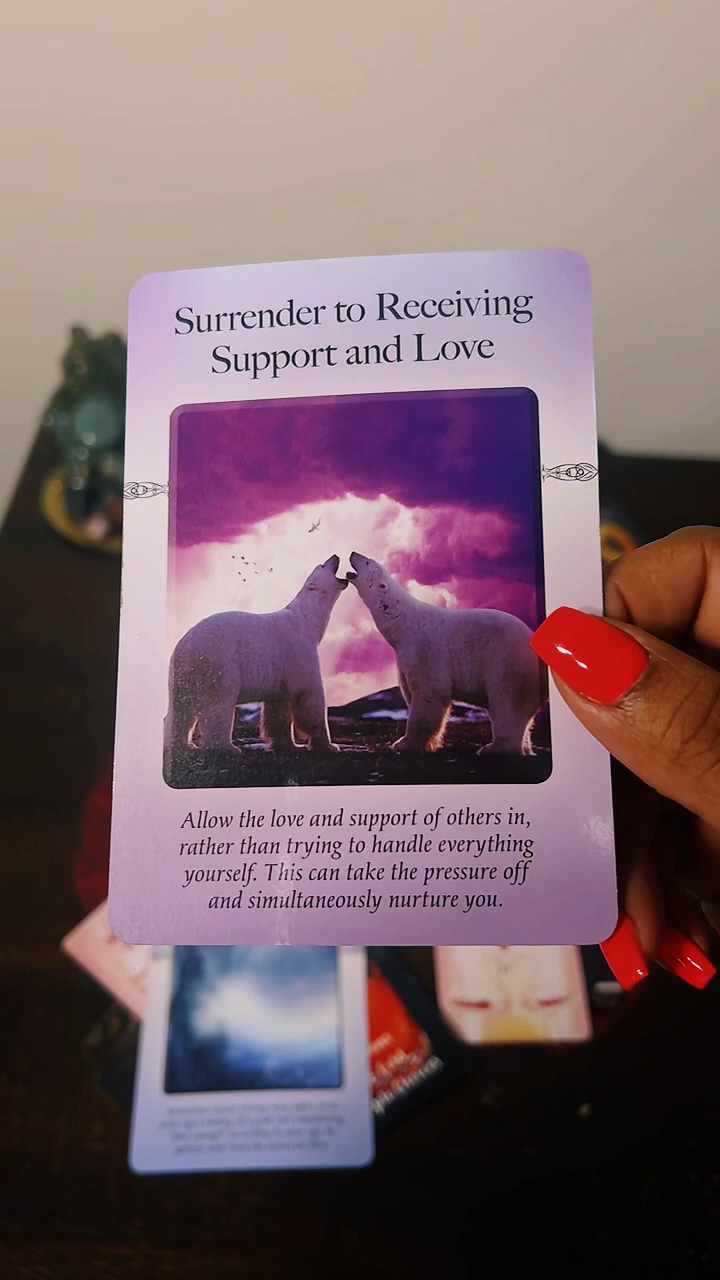 Surrender to Receiving
Support and Love
Allow the love and support of others in,
rather than trying to handle everything
yourself. This can take the pressure off
and simultaneously nurture you.